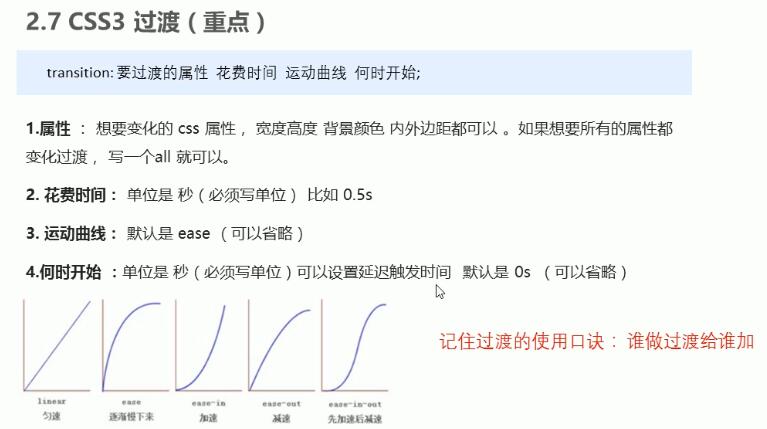 2.7 CSS3 过渡（重点）
transition: 要过渡的属性 花费时间 运动曲线 何时开始;
1.属性 ： 想要变化的 css 属性， 宽度高度 背景颜色 内外边距都可以 。如果想要所有的属性都
变化过渡， 写一个all 就可以。
2. 花费时间： 单位是 秒（必须写单位） 比如 0.5s
3. 运动曲线： 默认是 ease （可以省略）
4.何时开始 ：单位是 秒（必须写单位）可以设置延迟触发时间 默认是 0s （可以省略）
记住过渡的使用口诀： 谁做过渡给谁加
linear ease ease-in ease-out ease-in-out
匀速 逐渐慢下来 加速 减速 先加速后减速